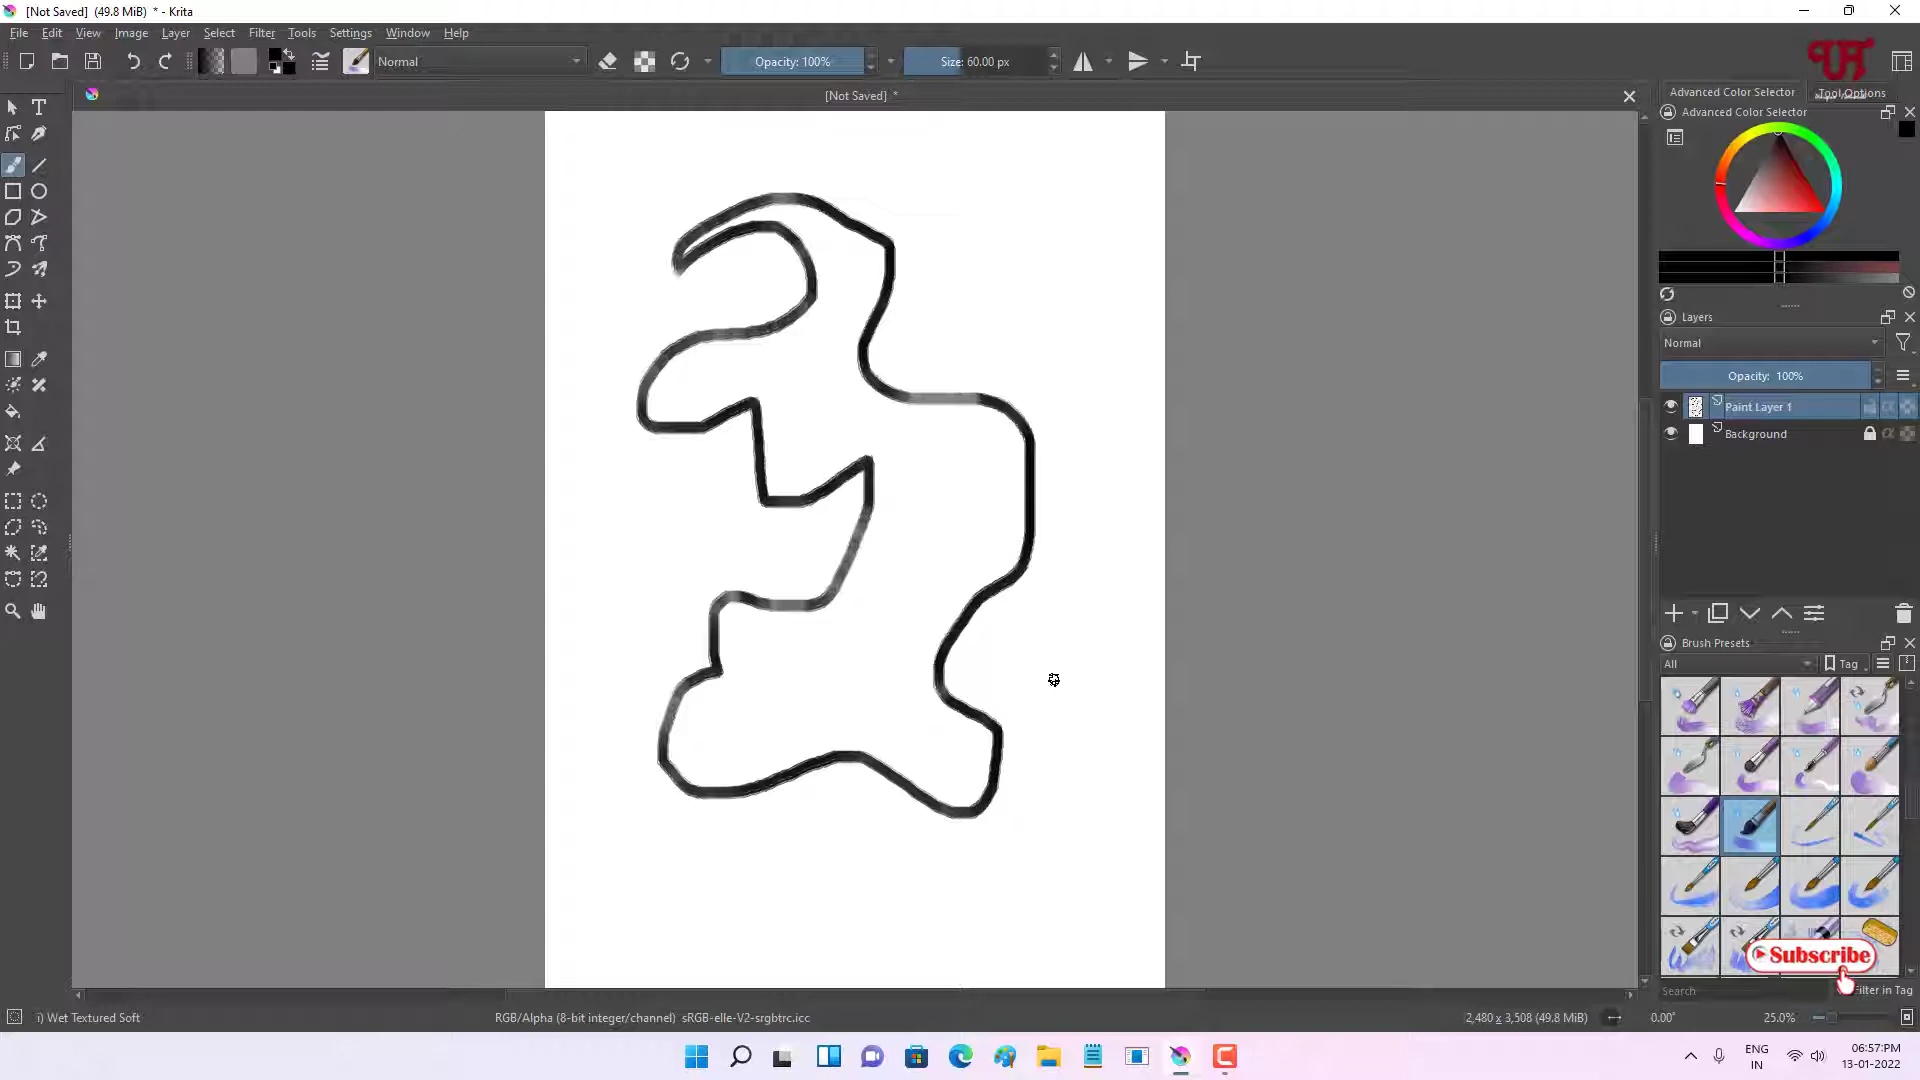 [Not Saved]  (49.8 MiB)  * - Krita
File Edit View Image Layer Select Filter Tools Settings Window Help
Normal
Opacity: 100%
Size: 60.00 px
[Not Saved] *
Advanced Color Selector
Tool Options
Advanced Color Selector
Layers
Normal
Opacity: 100%
Paint Layer 1
Background
Brush Presets
All
Tag
Subscribe
Search
Filter in Tag
i) Wet Textured Soft
RGB/Alpha (8-bit integer/channel)  sRGB-elle-V2-srgbtrc.icc
2,480 x 3,508 (49.8 MiB)
0.00°
25.0%
ENG
IN
06:57:PM
13-01-2022